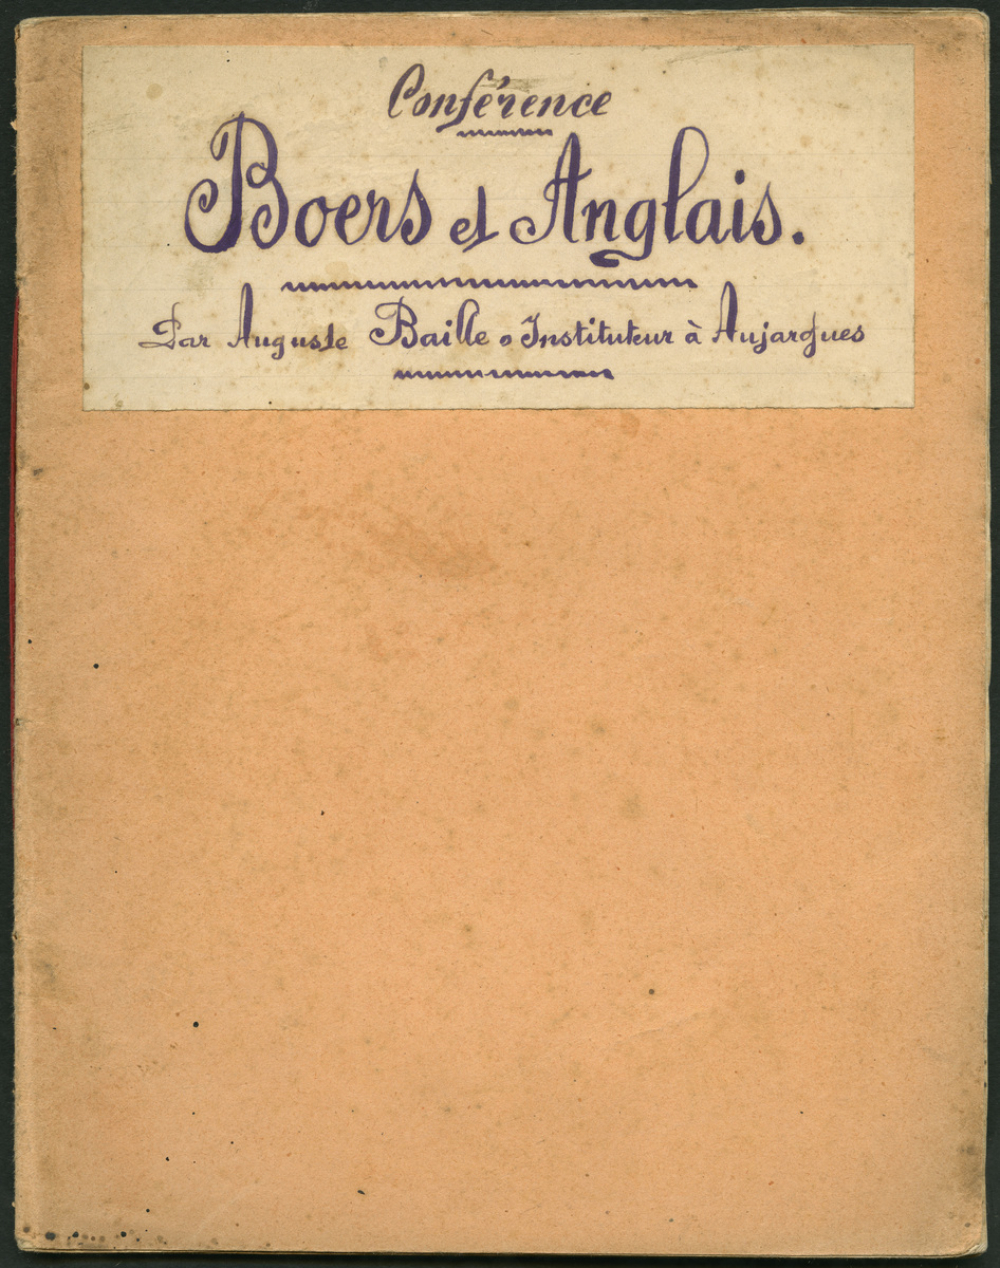 Conférence
Boers et Anglais.
Par Auguste Baille - Instituteur à Aujargues